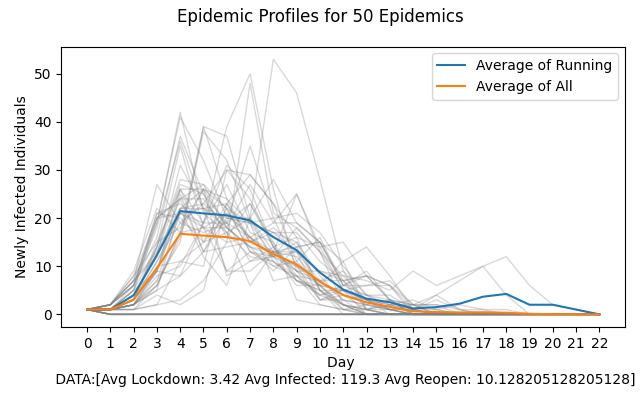 Epidemic Profiles for 50 Epidemics
Average of Running
Average of All
Newly Infected Individuals
50
40
30
20
10
0
0 1 2 3 4 5 6 7 8 9 10 11 12 13 14 15 16 17 18 19 20 21 22
Day
DATA:[Avg Lockdown: 3.42 Avg Infected: 119.3 Avg Reopen: 10.128205128205128]